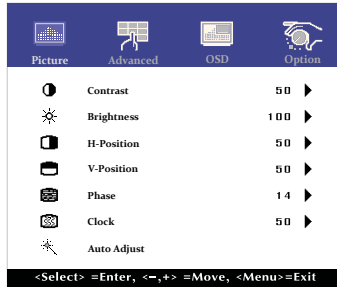 Picture Advanced OSD Option
Contrast 50
Brightness 100
H-Position 50
V-Position 50
Phase 14
Clock 50
Auto Adjust
<Select> =Enter, <−,+> =Move, <Menu>=Exit